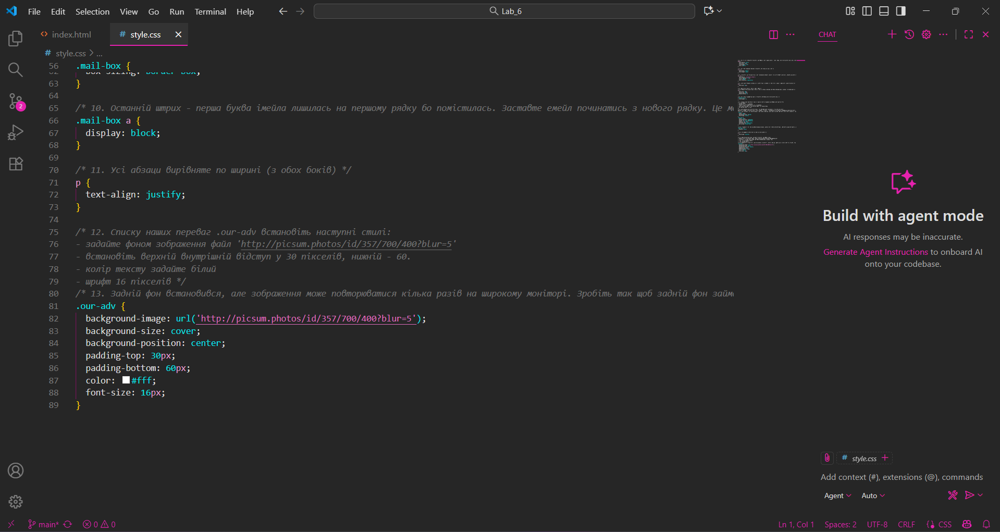 File Edit Selection View Go Run Terminal Help
Lab_6
index.html
style.css
CHAT
style.css > ...
56 .mail-box {
63 }
64
65 /* 10. Останній штрих - перша буква імейла лишилась на першому рядку бо помістилась. Заставте емейл починатись з нового рядку. Це м
66 .mail-box a {
67 display: block;
68 }
69
70 /* 11. Усі абзаци вирівняте по ширині (з обох боків) */
71 p {
72 text-align: justify;
73 }
74
75 /* 12. Списку наших переваг .our-adv встановіть наступні стилі:
76 - задайте фоном зображення файл 'http://picsum.photos/id/357/700/400?blur=5'
77 - встановіть верхній внутрішній відступ у 30 пікселів, нижній - 60.
78 - колір тексту задайте білий
79 - шрифт 16 пікселів */
80 /* 13. Задній фон встановився, але зображення може повторюватися кілька разів на широкому моніторі. Зробіть так щоб задній фон займ
81 .our-adv {
82 background-image: url('http://picsum.photos/id/357/700/400?blur=5');
83 background-size: cover;
84 background-position: center;
85 padding-top: 30px;
86 padding-bottom: 60px;
87 color: #fff;
88 font-size: 16px;
89 }
2
Build with agent mode
AI responses may be inaccurate.
Generate Agent Instructions to onboard AI
onto your codebase.
style.css
Add context (#), extensions (@), commands
Agent Auto
main* 0 0
Ln 1, Col 1 Spaces: 2 UTF-8 CRLF CSS